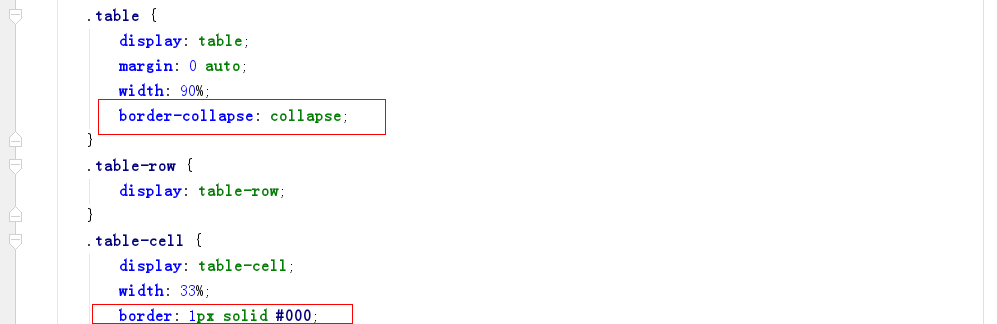 .table {
display: table;
margin: 0 auto;
width: 90%;
border-collapse: collapse;
}
.table-row {
display: table-row;
}
.table-cell {
display: table-cell;
width: 33%;
border: 1px solid #000;